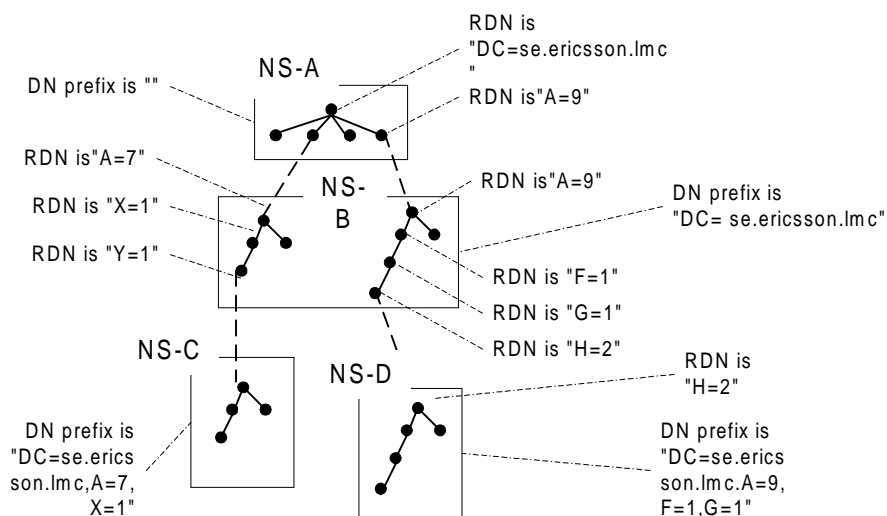 RDN is
"DC=se.ericsson.lmc
"
NS-A
DN prefix is ""
RDN is"A=9"
RDN is"A=7"
NS-
B
RDN is"A=9"
RDN is "X=1"
DN prefix is
"DC= se.ericsson.lmc"
RDN is "Y=1"
RDN is "F=1"
RDN is "G=1"
RDN is "H=2"
NS-C
NS-D
RDN is
"H=2"
DN prefix is
"DC=se.erics
son.lmc,A=7,
X=1"
DN prefix is
"DC=se.erics
son.lmc.A=9,
F=1,G=1"